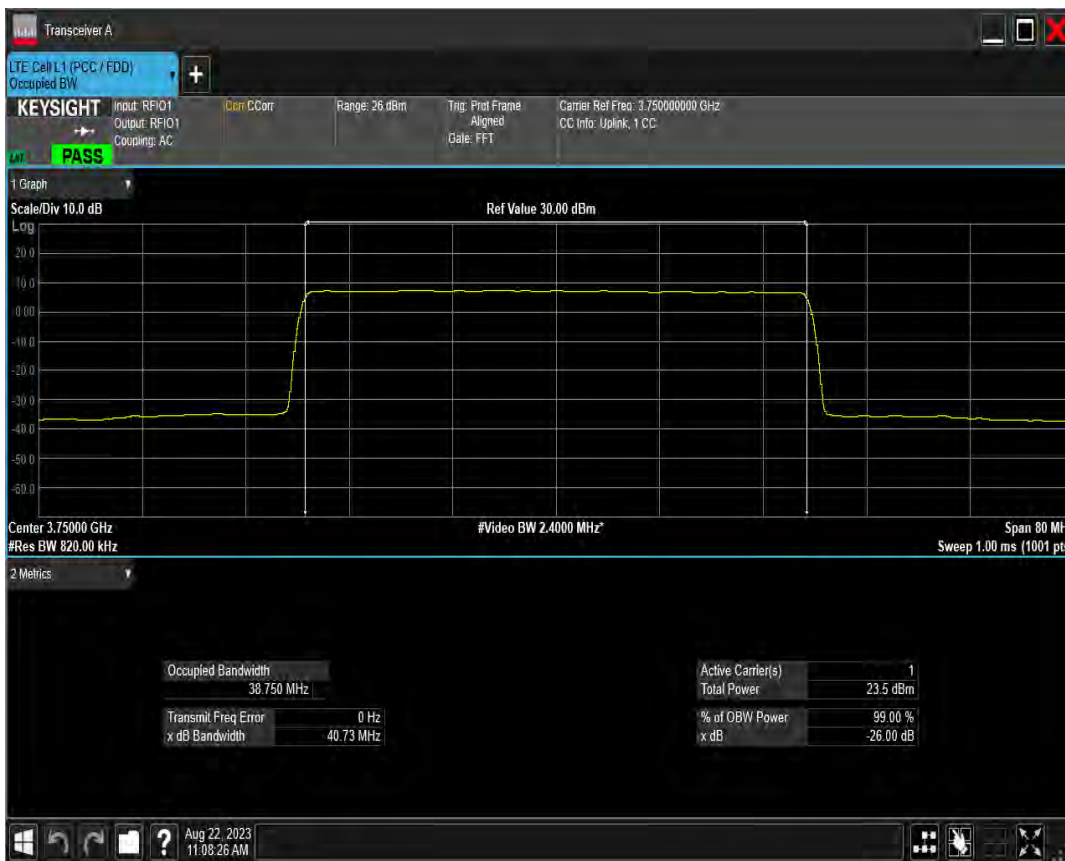 Transceiver A
LTE Cell L1 (PCC / FDD)
Occupied BW
KEYSIGHT
PASS
Input: RFIO1
Output: RFIO1
Coupling: AC
Corr CCorr
Range: 26 dBm
Trig: Prot Frame
Aligned
Gate: FFT
Carrier Ref Freq: 3.750000000 GHz
CC Info: Uplink, 1 CC
1 Graph
Scale/Div 10.0 dB
Ref Value 30.00 dBm
Log
20.0
10.0
0.00
-10.0
-20.0
-30.0
-40.0
-50.0
-60.0
Center 3.75000 GHz
#Video BW 2.4000 MHz*
Span 80 MH
#Res BW 820.00 kHz
Sweep 1.00 ms (1001 pt
2 Metrics
Occupied Bandwidth
38.750 MHz
Transmit Freq Error 0 Hz
x dB Bandwidth 40.73 MHz
Active Carrier(s) 1
Total Power 23.5 dBm
% of OBW Power 99.00 %
x dB -26.00 dB
Aug 22, 2023
11:08:26 AM